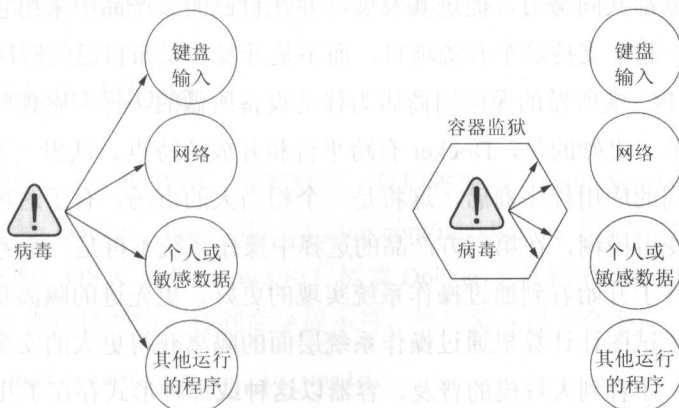 键盘
输入
网络
病毒
个人或
敏感数据
其他运行
的程序
容器监狱
病毒
键盘
输入
网络
个人或
敏感数据
其他运行
的程序